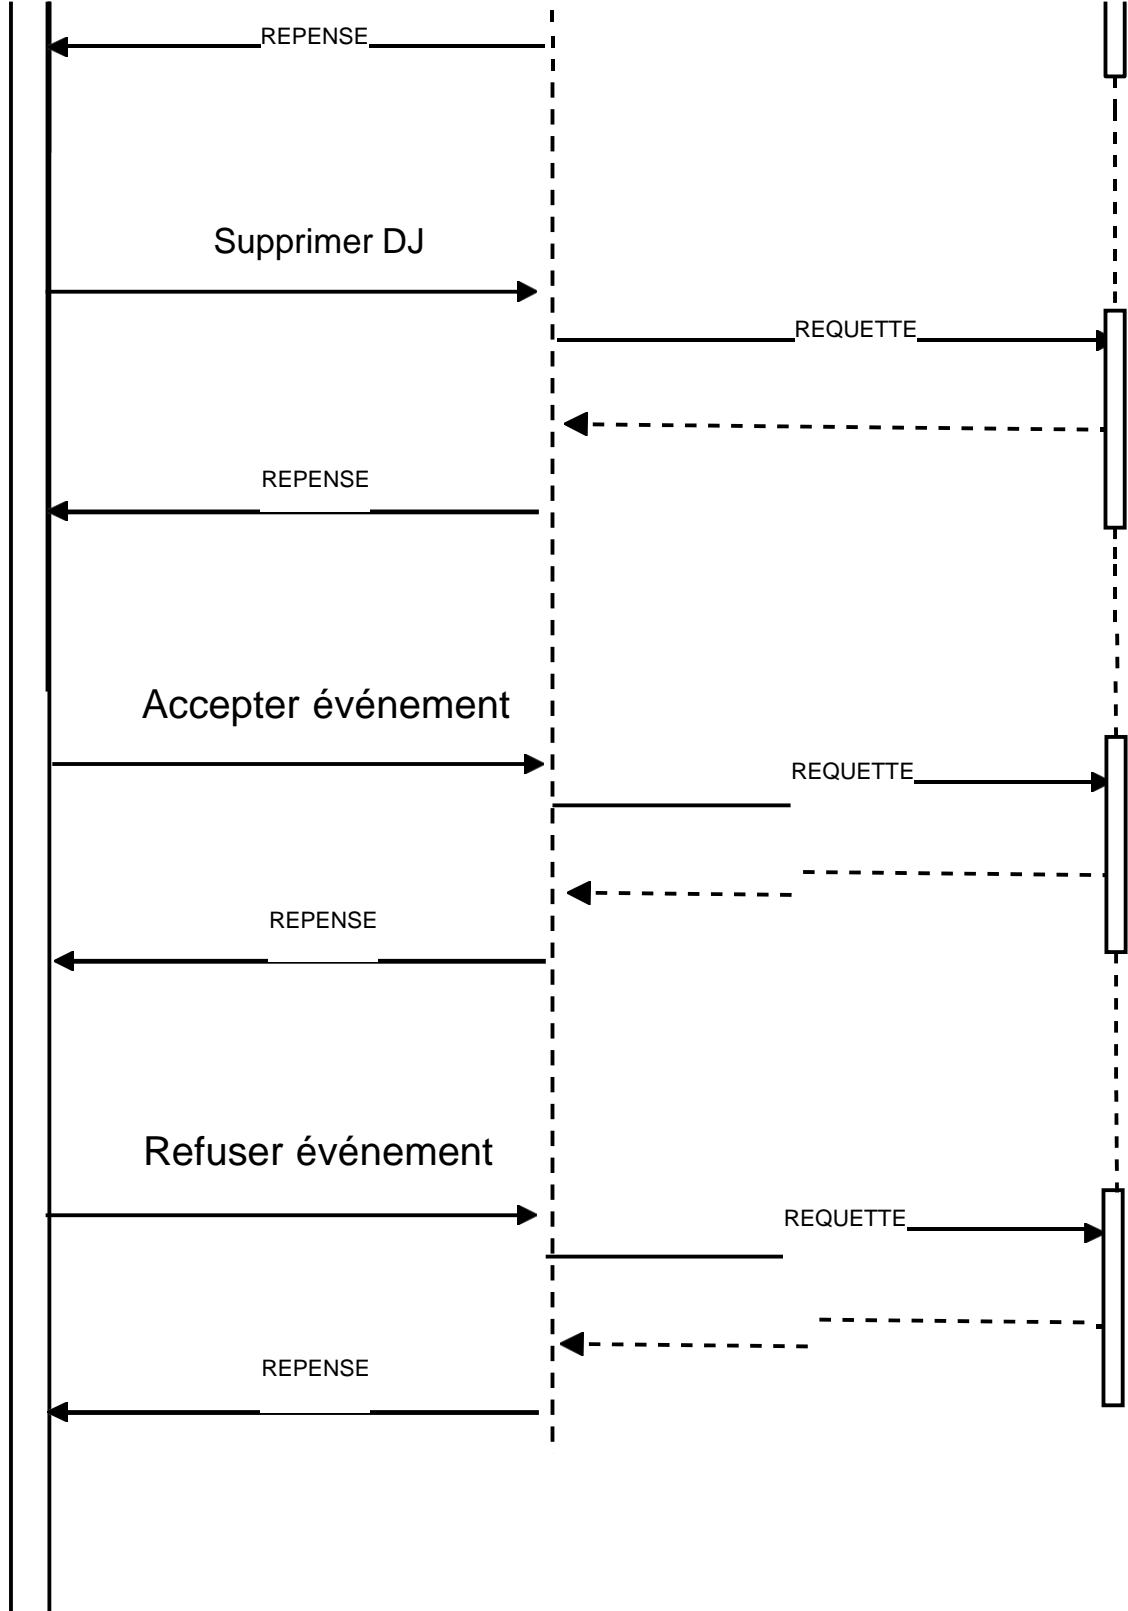 REPENSE
Supprimer DJ
REQUETTE
REPENSE
Accepter événement
REQUETTE
REPENSE
Refuser événement
REQUETTE
REPENSE